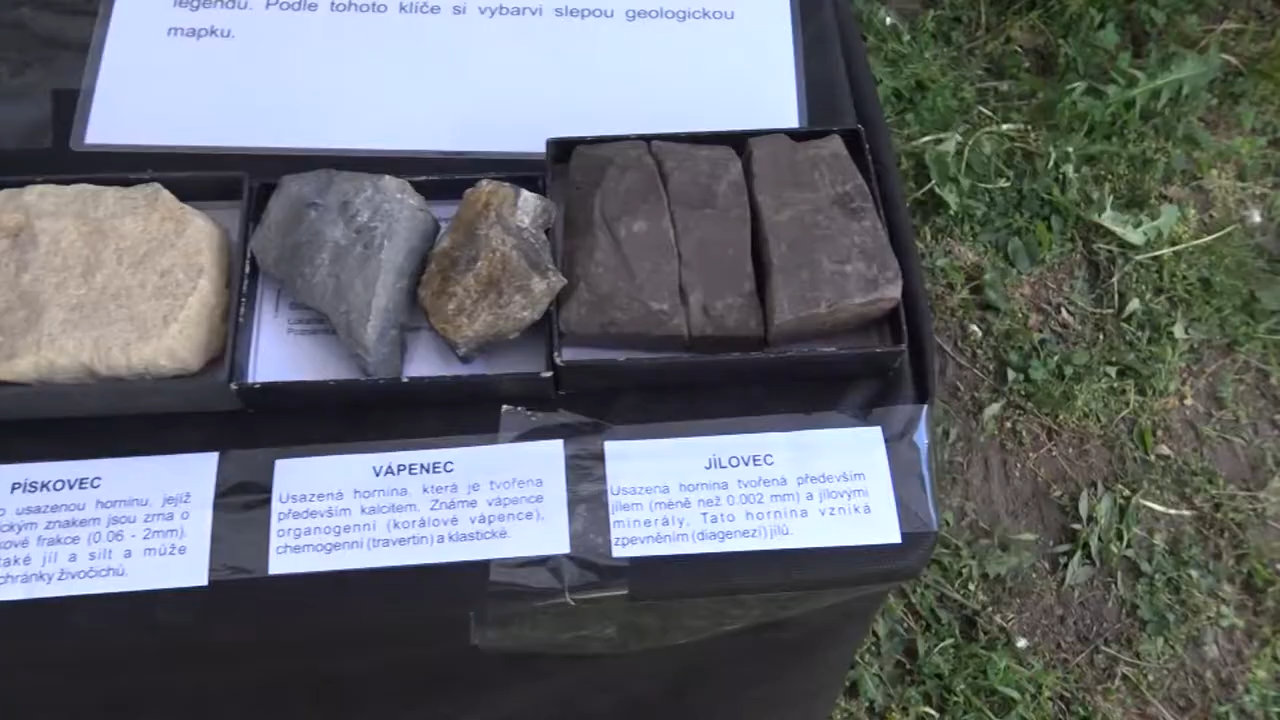 legendu. Podle tohoto klíče si vybarvi slepou geologickou
mapku.
PÍSKOVEC
usazenou horninu, jejíž
znakem jsou zrna o
frakce (0.06 - 2mm).
také jíl a silt a může
schránky živočichů.
VÁPENEC
Usazená hornina, která je tvořena
především kalcitem. Známe vápence
organogenní (korálové vápence),
chemogenní (travertin) a klastické.
JÍLOVEC
Usazená hornina tvořená především
jílem (méně než 0.002 mm) a jílovými
minerály. Tato hornina vzniká
zpevněním (diagenezí) jílů.